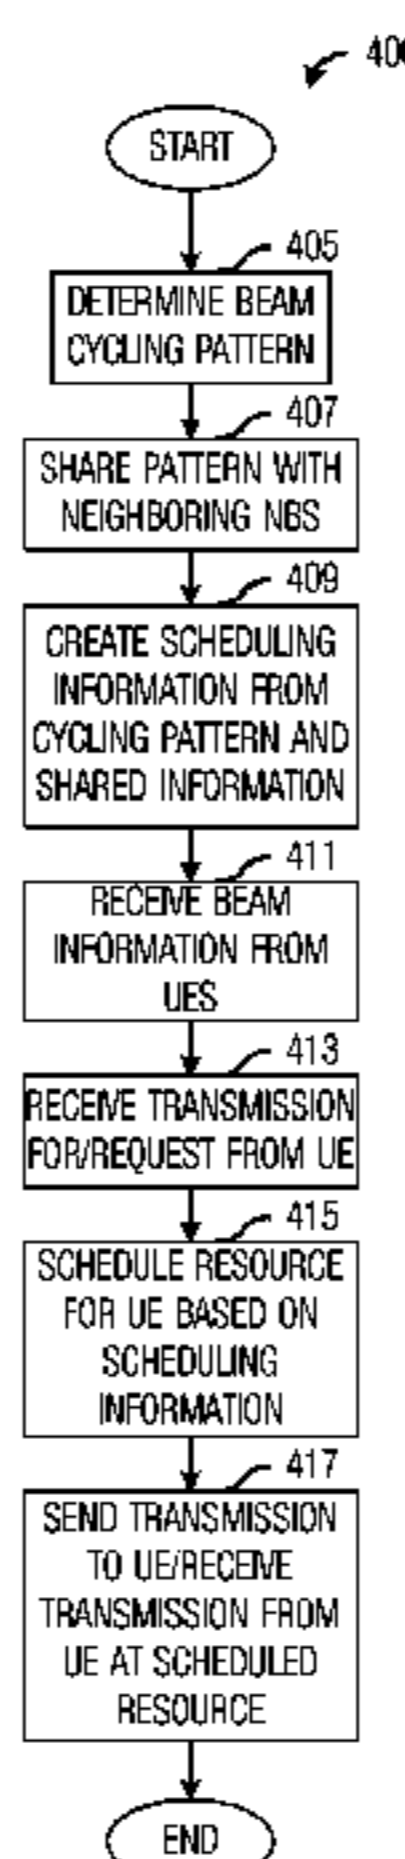 START
405
DETERMINE BEAM
CYCLING PATTERN
407
SHARE PATTERN WITH
NEIGHBORING NBS
409
CREATE SCHEDULING
INFORMATION FROM
CYCLING PATTERN AND
SHARED INFORMATION
411
RECEIVE BEAM
INFORMATION FROM
UES
413
RECEIVE TRANSMISSION
FOR/REQUEST FROM UE
415
SCHEDULE RESOURCE
FOR UE BASED ON
SCHEDULING
INFORMATION
417
SEND TRANSMISSION
TO UE/RECEIVE
TRANSMISSION FROM
UE AT SCHEDULED
RESOURCE
END